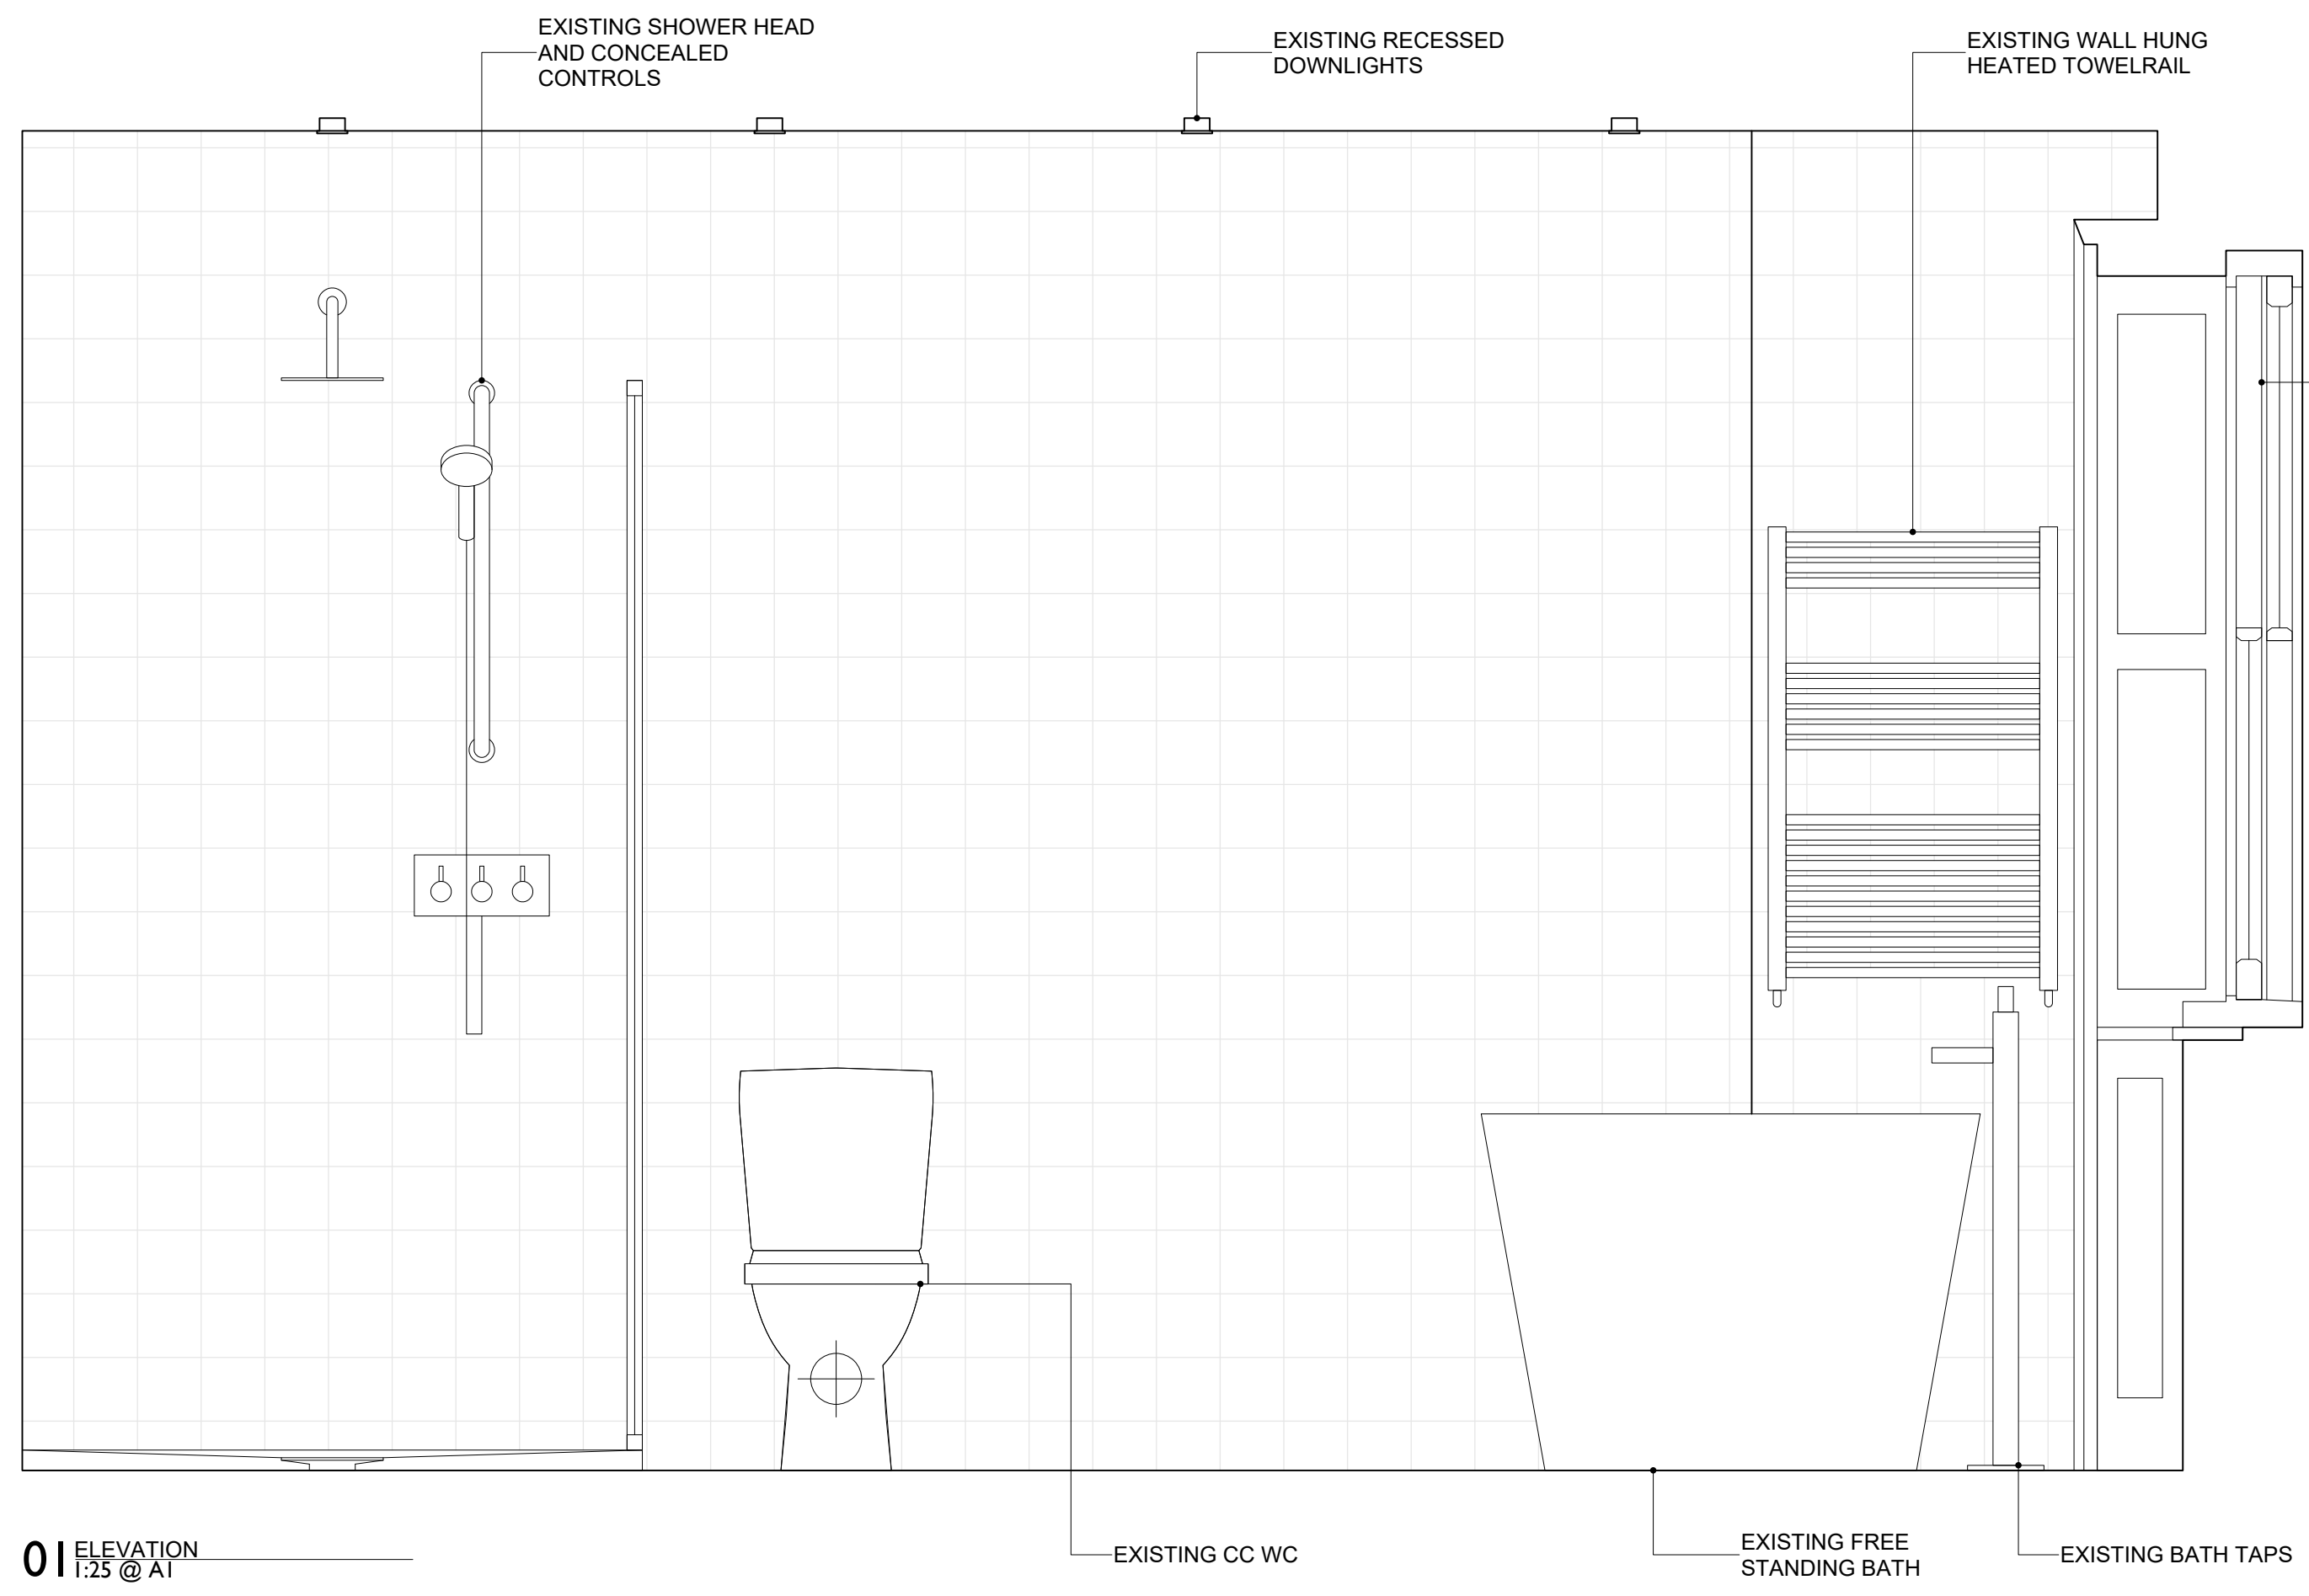 EXISTING SHOWER HEAD
AND CONCEALED
CONTROLS
EXISTING RECESSED
DOWNLIGHTS
EXISTING WALL HUNG
HEATED TOWELRAIL
EXISTING CC WC
EXISTING FREE
STANDING BATH
EXISTING BATH TAPS
01 ELEVATION
1:25 @ A1